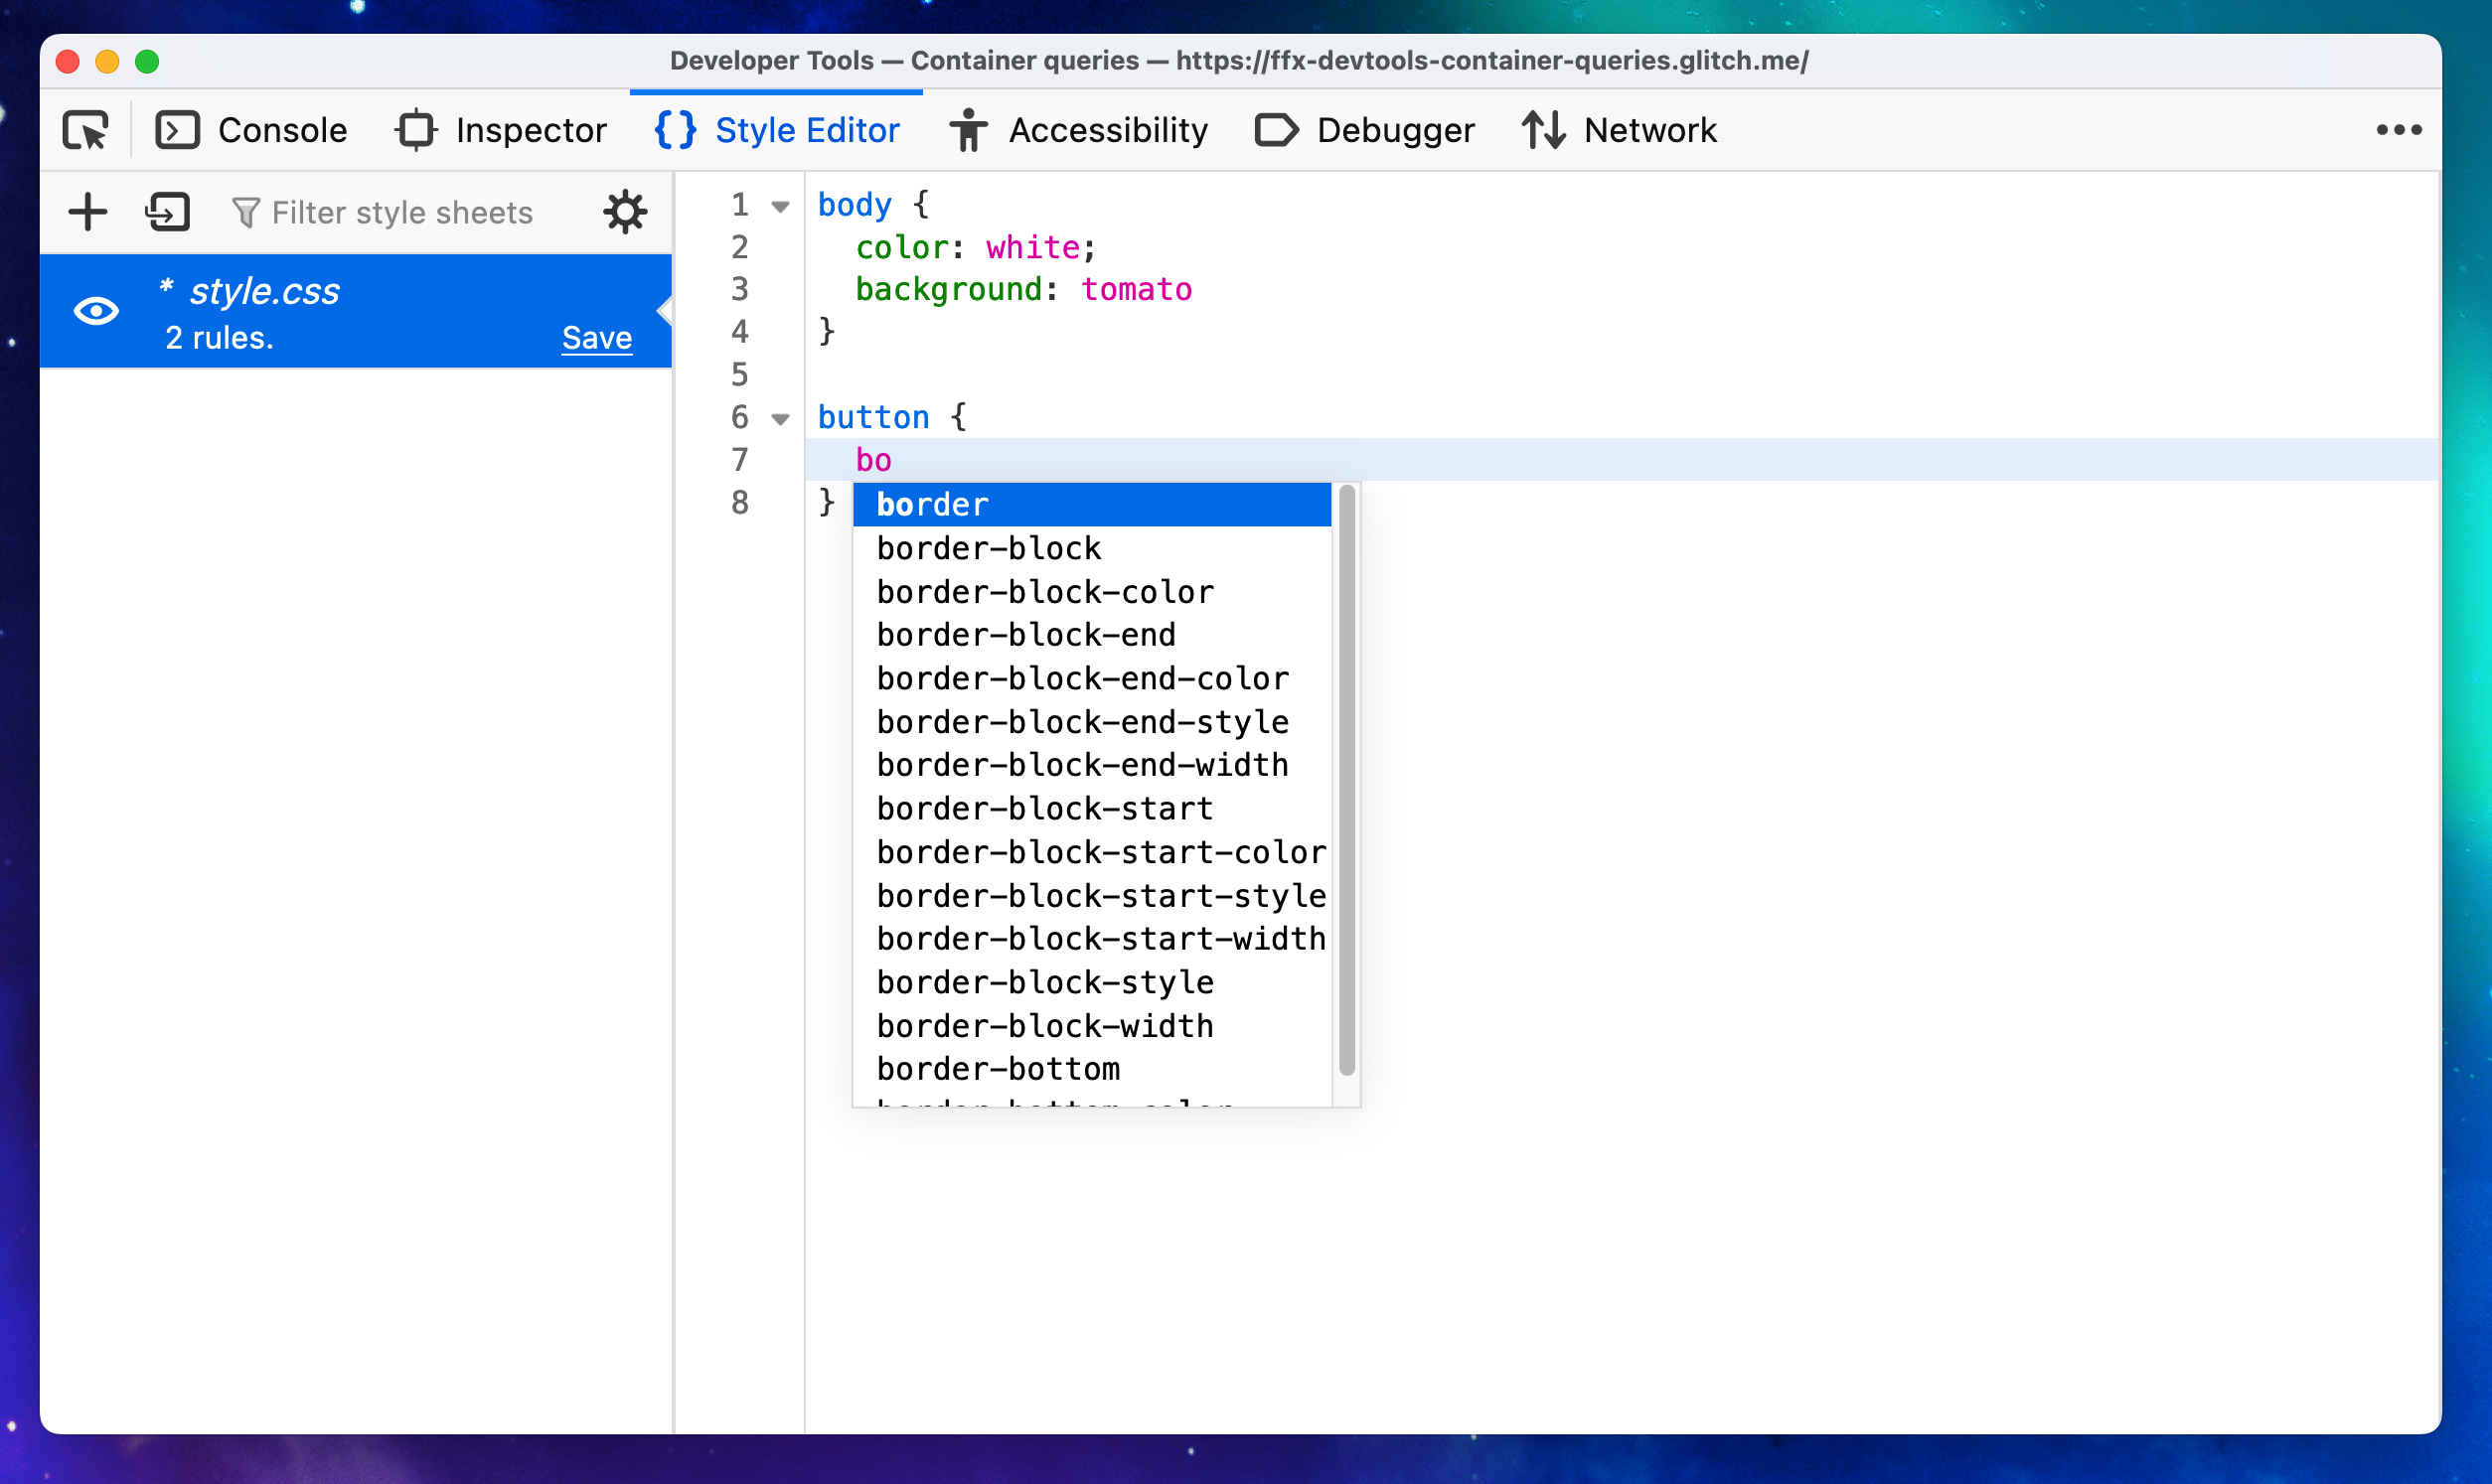 Developer Tools — Container queries — https://ffx-devtools-container-queries.glitch.me/
Console Inspector {} Style Editor Accessibility Debugger Network
Filter style sheets
* style.css
2 rules. Save
1 body {
2 color: white;
3 background: tomato
4 }
5
6 button {
7 bo
8 }
border
border-block
border-block-color
border-block-end
border-block-end-color
border-block-end-style
border-block-end-width
border-block-start
border-block-start-color
border-block-start-style
border-block-start-width
border-block-style
border-block-width
border-bottom